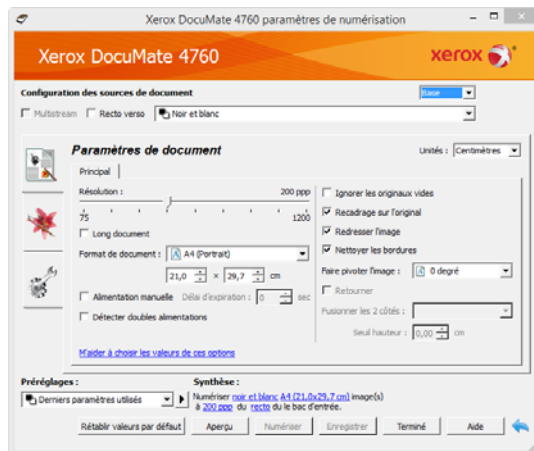 Xerox DocuMate 4760 paramètres de numérisation
Xerox DocuMate 4760
xerox
Configuration des sources de document
Base
Multistream Recto verso Noir et blanc
Paramètres de document
Unités : Centimètres
Principal
Résolution : 200 ppp
75 1200
Long document
Format de document : A4 (Portrait)
21,0 × 29,7 cm
Alimentation manuelle Délai d'expiration : 0 sec
Détecter doubles alimentations
M'aider à choisir les valeurs de ces options
Ignorer les originaux vides
Recadrage sur l'original
Redresser l'image
Nettoyer les bordures
Faire pivoter l'image : 0 degré
Retourner
Fusionner les 2 côtés :
Seuil hauteur : 0,00 cm
Préréglages :
Derniers paramètres utilisés
Synthèse :
Numériser noir et blanc A4 (21.0x29.7 cm) image(s)
à 200 ppp du recto du le bac d'entrée.
Rétablir valeurs par défaut Aperçu Numériser Enregistrer Terminé Aide